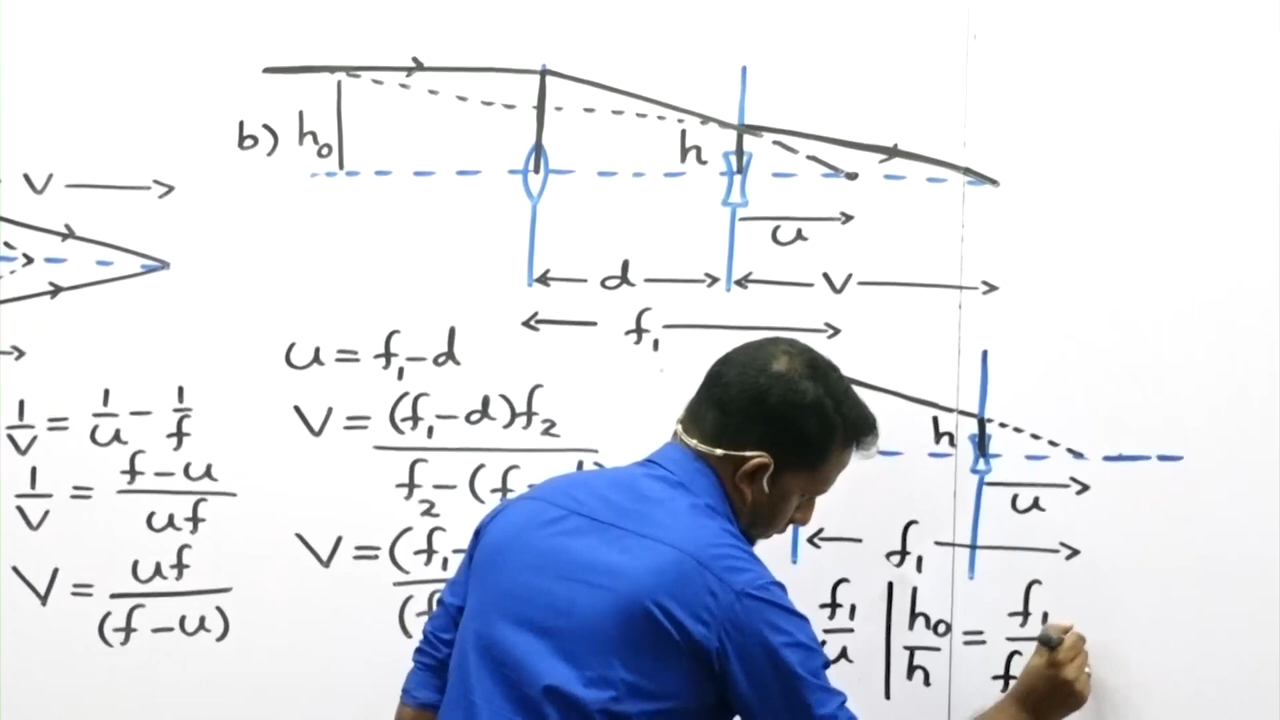 b) h₀
h
V
u
d
V
f₁
u = f₁-d
V = (f₁-d)f₂
f₂-(f
V = (f₁-
(f
1/V = 1/u - 1/f
1/V = f-u/uf
V = uf/(f-u)
h
u
f₁
f₁/u | h₀/h = f₁/f